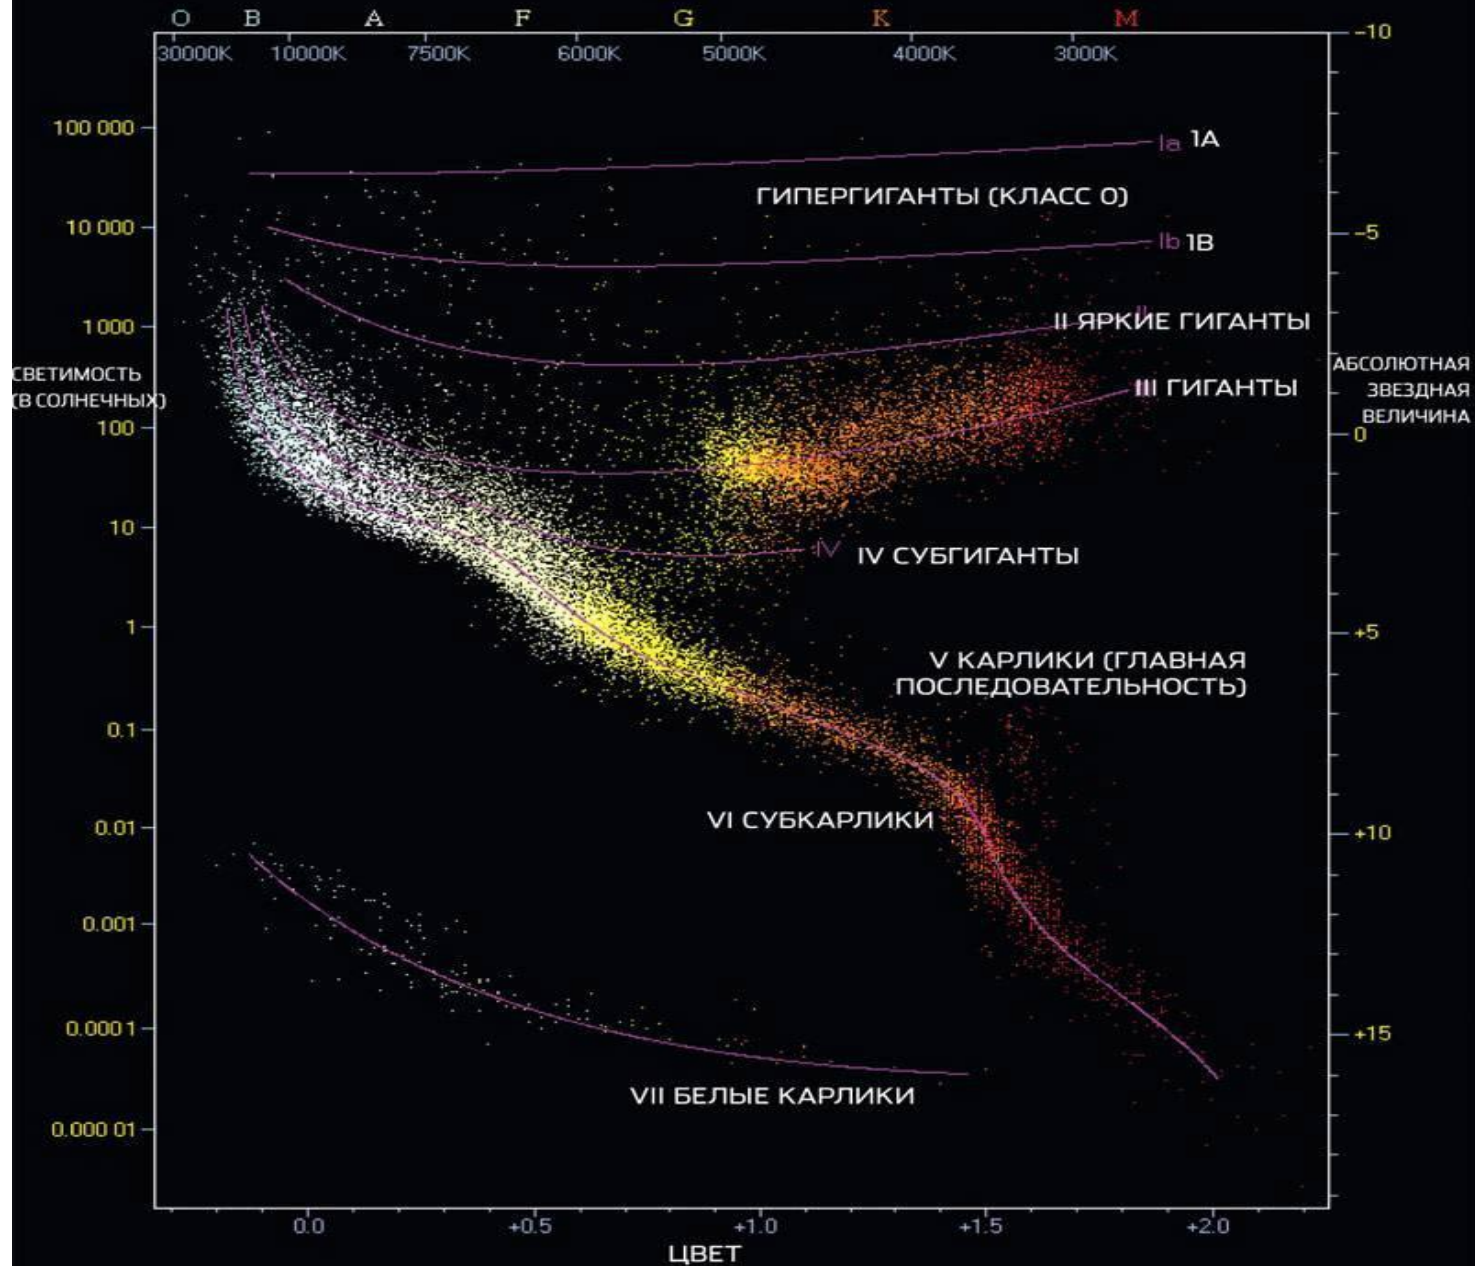 O B A F G K M
30000K 10000K 7500K 6000K 5000K 4000K 3000K
-10
100 000
Ia 1A
ГИПЕРГИГАНТЫ (КЛАСС 0)
10 000
-5
Ib 1B
1 000
II ЯРКИЕ ГИГАНТЫ
СВЕТИМОСТЬ
(В СОЛНЕЧНЫХ)
АБСОЛЮТНАЯ
ЗВЕЗДНАЯ
ВЕЛИЧИНА
III ГИГАНТЫ
100
0
10
IV IV СУБГИГАНТЫ
1
+5
V КАРЛИКИ (ГЛАВНАЯ
ПОСЛЕДОВАТЕЛЬНОСТЬ)
0.1
VI СУБКАРЛИКИ
0.01
+10
0.001
0.0001
+15
VII БЕЛЫЕ КАРЛИКИ
0.000 01
0.0 +0.5 +1.0 +1.5 +2.0
ЦВЕТ